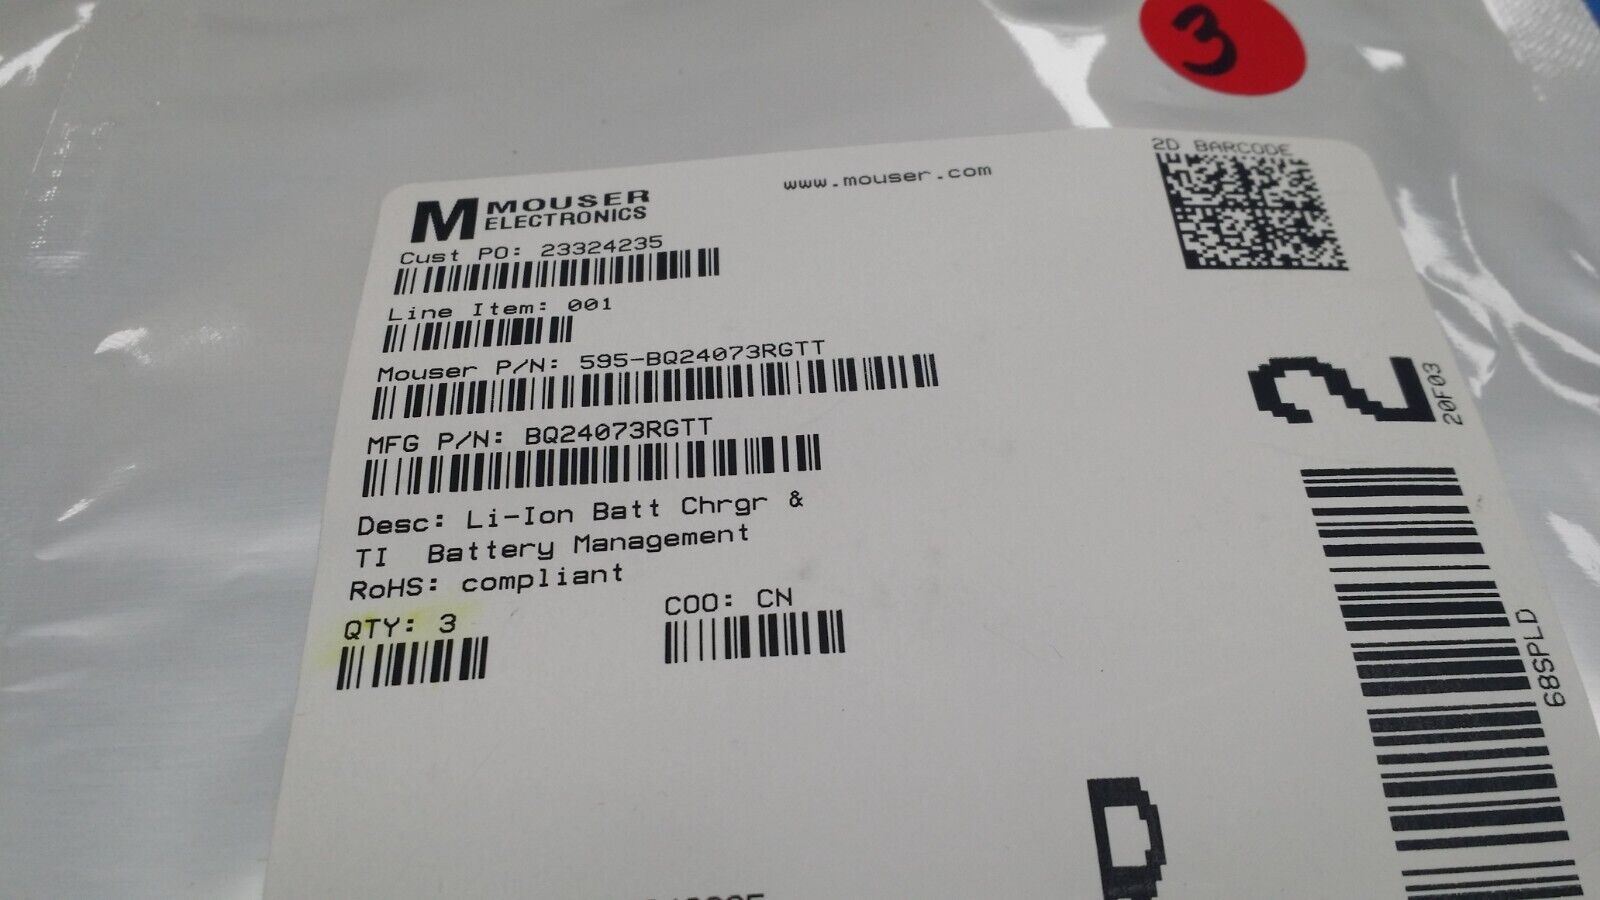 3
2D BARCODE
www.mouser.com
M MOUSER
ELECTRONICS
Cust PO: 23324235
Line Item: 001
Mouser P/N: 595-BQ24073RGTT
MFG P/N: BQ24073RGTT
Desc: Li-Ion Batt Chrgr &
TI Battery Management
RoHS: compliant
QTY: 3
COO: CN
2
20F03
68SPLD